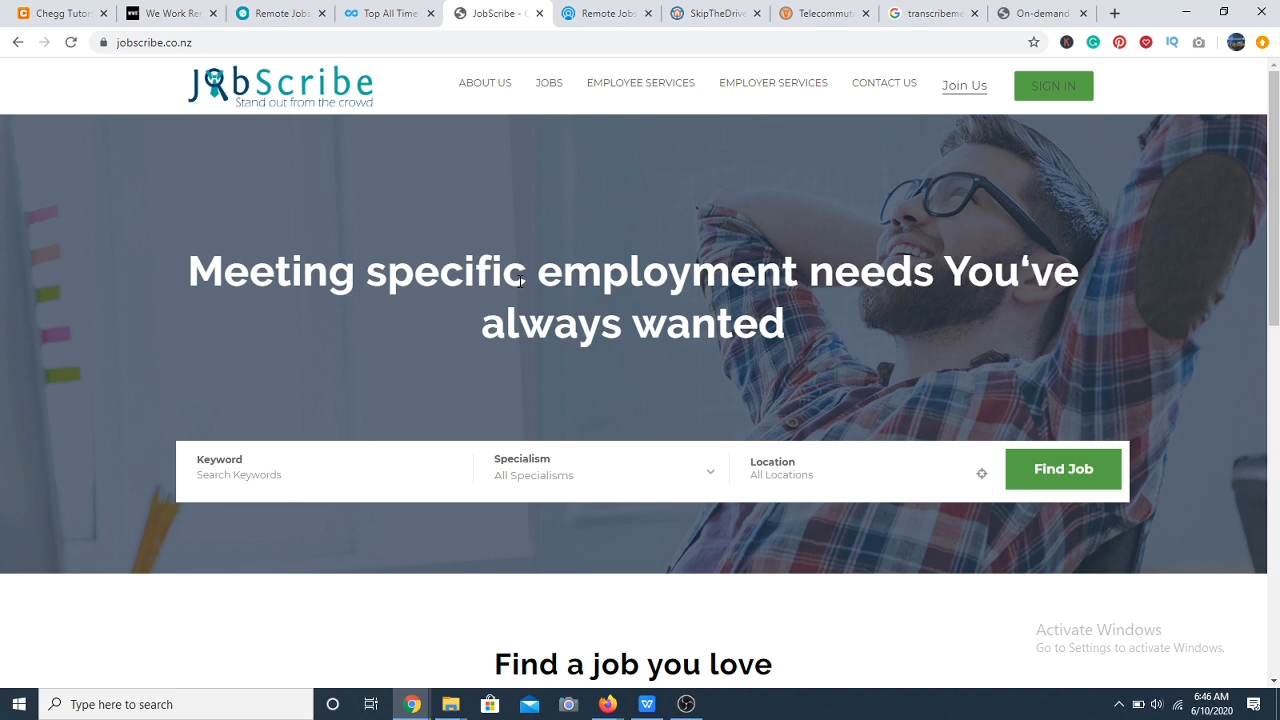 Chegg Tutor
We Work Re
Remote Jobs
Top All Time
JobScribe - C
Remote Jobs
SkipTheDrive
Telecommut
transcribeme
On-demand
jobscribe.co.nz
JobScribe
Stand out from the crowd
ABOUT US
JOBS
EMPLOYEE SERVICES
EMPLOYER SERVICES
CONTACT US
Join Us
SIGN IN
Meeting specific employment needs You‘ve
always wanted
Keyword
Search Keywords
Specialism
All Specialisms
Location
All Locations
Find Job
Find a job you love
Activate Windows
Go to Settings to activate Windows.
Type here to search
6:46 AM
6/10/2020